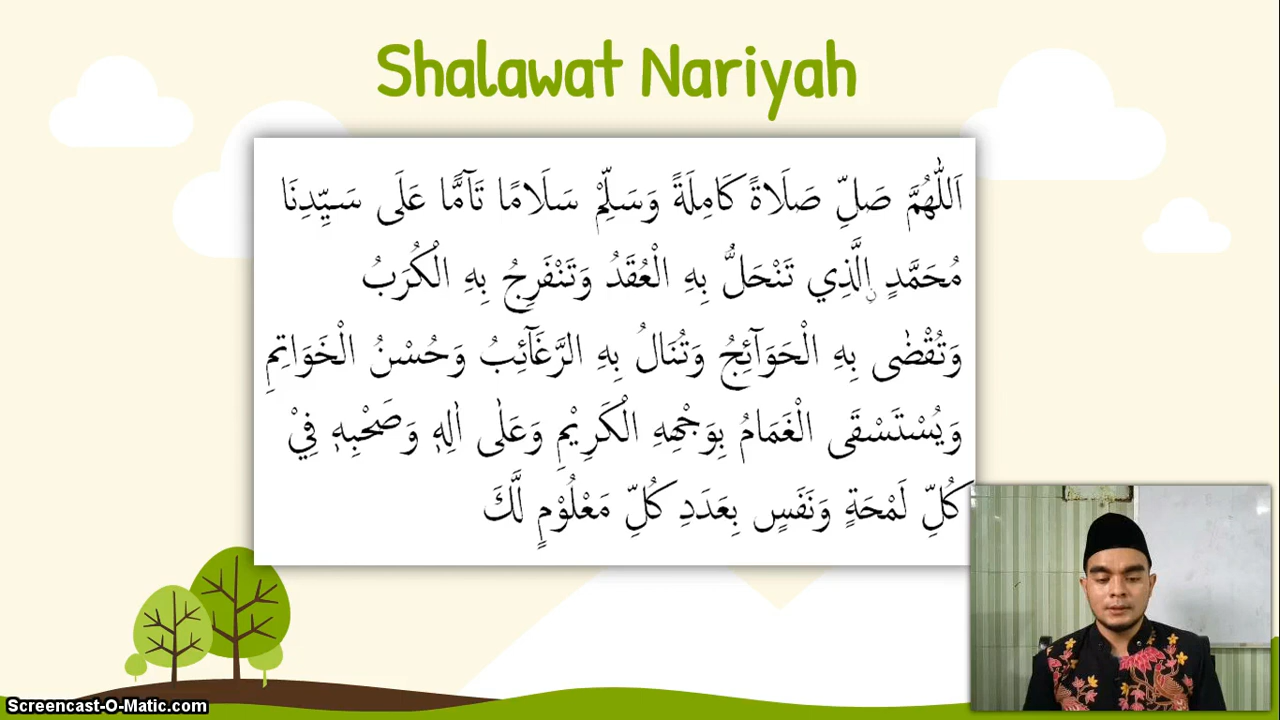 Shalawat Nariyah
اَللّٰهُمَّ صَلِّ صَلَاةً كَامِلَةً وَسَلِّمْ سَلَامًا تَآمًّا عَلَى سَيِّدِنَا
مُحَمَّدٍ ۨالَّذِي تَنْحَلُّ بِهِ الْعُقَدُ وَتَنْفَرِجُ بِهِ الْكُرَبُ
وَتُقْضٰى بِهِ الْحَوَآئِجُ وَتُنَالُ بِهِ الرَّغَآئِبُ وَحُسْنُ الْخَوَاتِمِ
وَيُسْتَسْقَى الْغَمَامُ بِوَجْهِهِ الْكَرِيْمِ وَعَلٰى اٰلِهٖ وَصَحْبِهٖ فِيْ
كُلِّ لَمْحَةٍ وَنَفَسٍ بِعَدَدِ كُلِّ مَعْلُوْمٍ لَّكَ
Screencast-O-Matic.com